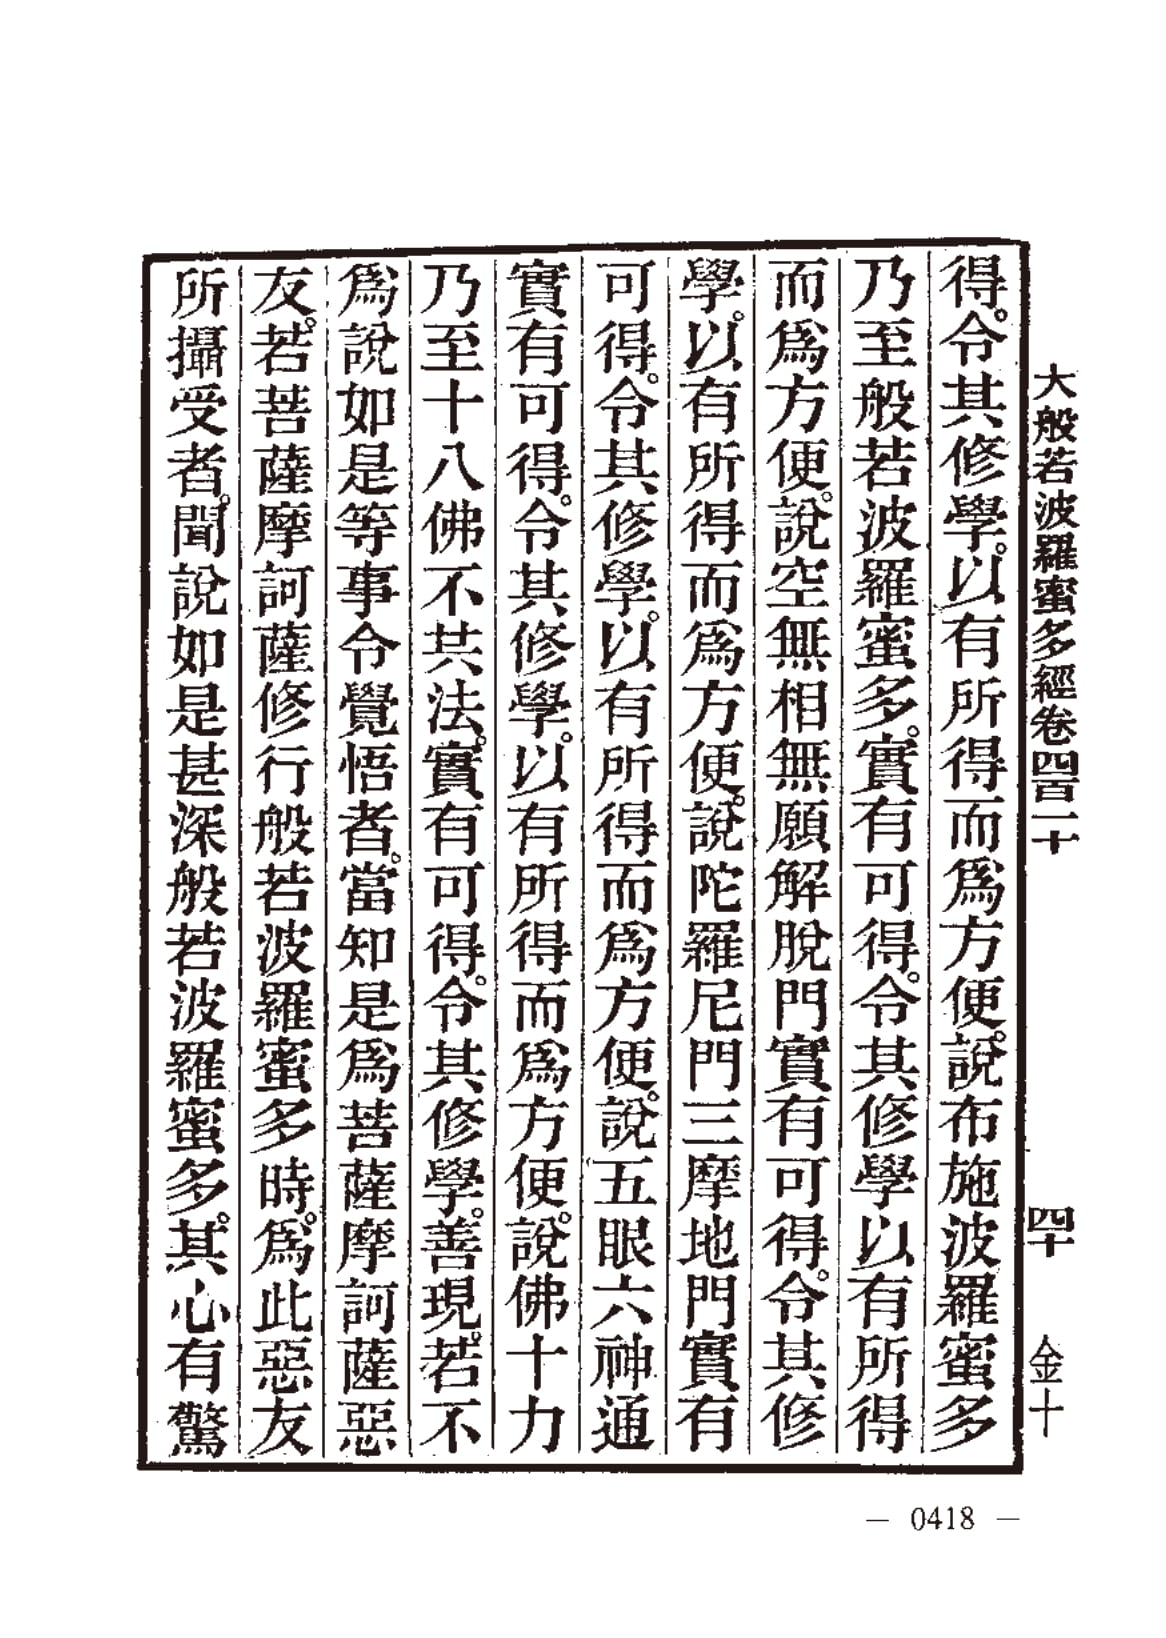 大般若波羅蜜多經卷四百一十 四十 金十
得。令其修學。以有所得而爲方便。說布施波羅蜜多
乃至般若波羅蜜多。實有可得。令其修學以有所得
而爲方便。說空無相無願解脫門實有可得。令其修
學。以有所得而爲方便。說陀羅尼門三摩地門實有
可得。令其修學。以有所得而爲方便。說五眼六神通
實有可得。令其修學。以有所得而爲方便。說佛十力
乃至十八佛不共法。實有可得。令其修學。善現。若不
爲說如是等事令覺悟者。當知是爲菩薩摩訶薩惡
友。若菩薩摩訶薩修行般若波羅蜜多時。爲此惡友
所攝受者。聞說如是甚深般若波羅蜜多。其心有驚
— 0418 —